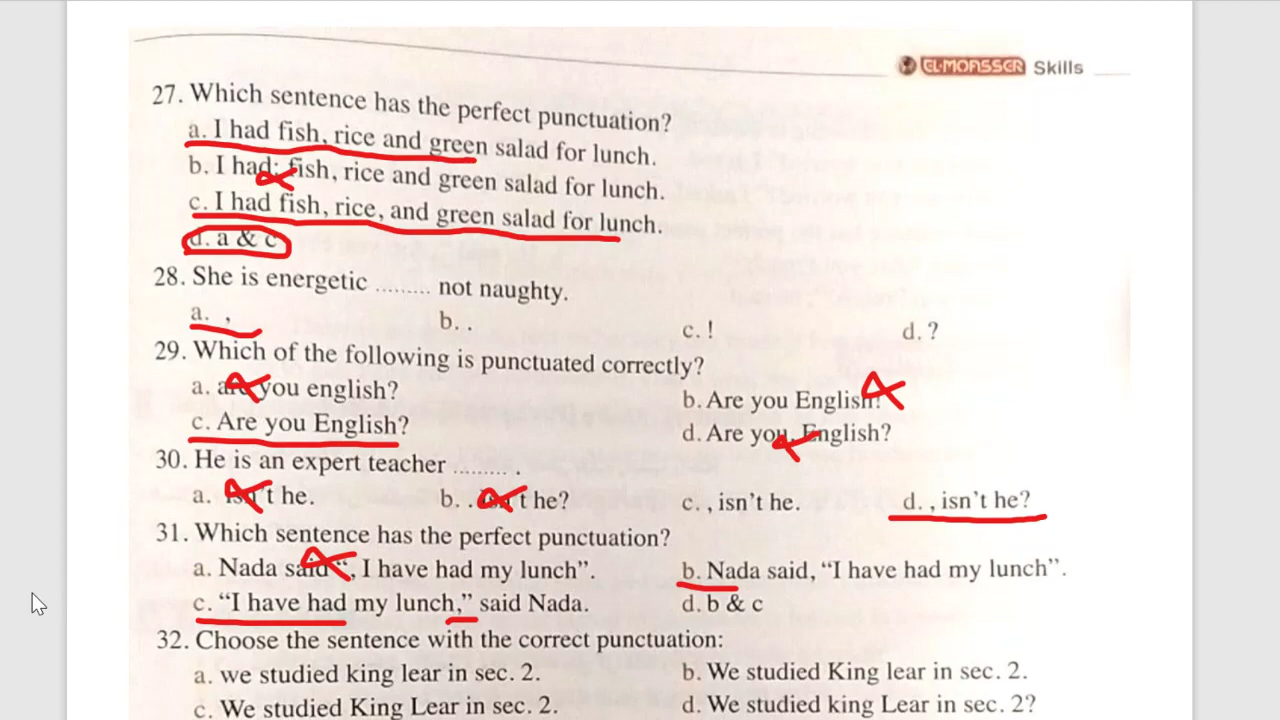 EL-MOASSER Skills
27. Which sentence has the perfect punctuation?
a. I had fish, rice and green salad for lunch.
b. I had: fish, rice and green salad for lunch.
c. I had fish, rice, and green salad for lunch.
d. a & c
28. She is energetic ......... not naughty.
a. , b. . c. ! d. ?
29. Which of the following is punctuated correctly?
a. are you english? b. Are you English!
c. Are you English? d. Are you, English?
30. He is an expert teacher ......... .
a. isn't he. b. . isn't he? c. , isn't he. d. , isn't he?
31. Which sentence has the perfect punctuation?
a. Nada said “, I have had my lunch”. b. Nada said, “I have had my lunch”.
c. “I have had my lunch,” said Nada. d. b & c
32. Choose the sentence with the correct punctuation:
a. we studied king lear in sec. 2. b. We studied King lear in sec. 2.
c. We studied King Lear in sec. 2. d. We studied king Lear in sec. 2?